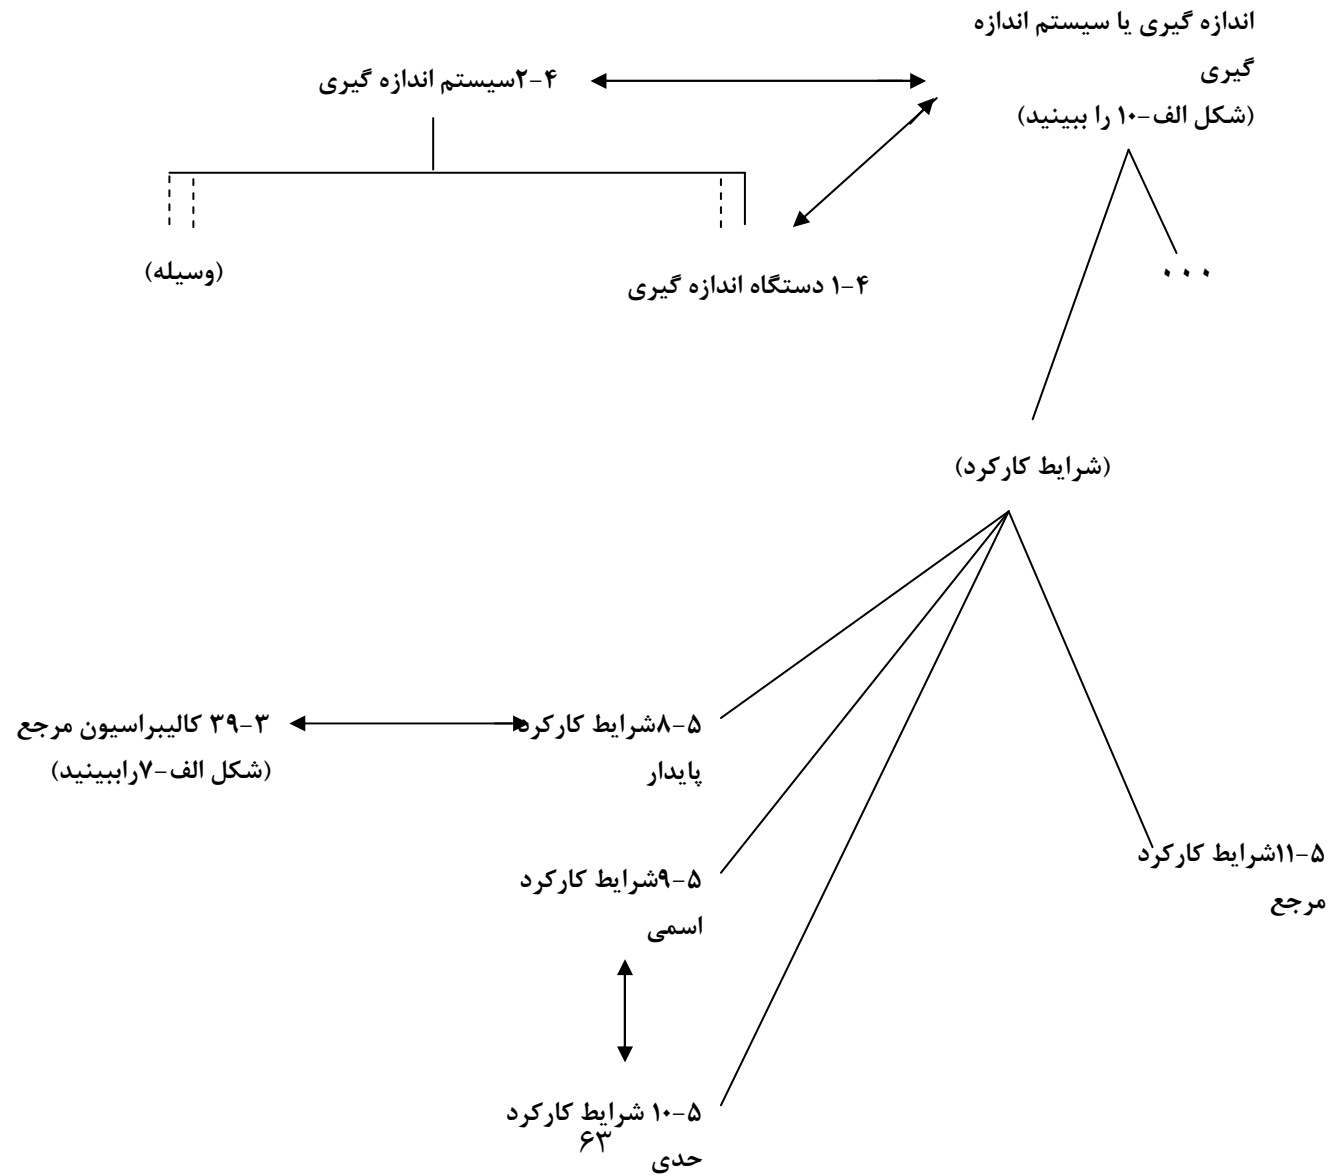 اندازه گیری یا سیستم اندازه
گیری
(شکل الف-۱۰ را ببینید)
۴-۲سیستم اندازه گیری
(وسیله)
۴-۱ دستگاه اندازه گیری
...
(شرایط کارکرد)
۵-۸شرایط کارکرد
پایدار
۳-۳۹ کالیبراسیون مرجع
(شکل الف-۷راببینید)
۵-۱۱شرایط کارکرد
مرجع
۵-۹شرایط کارکرد
اسمی
۵-۱۰ شرایط کارکرد
حدی
۶۳